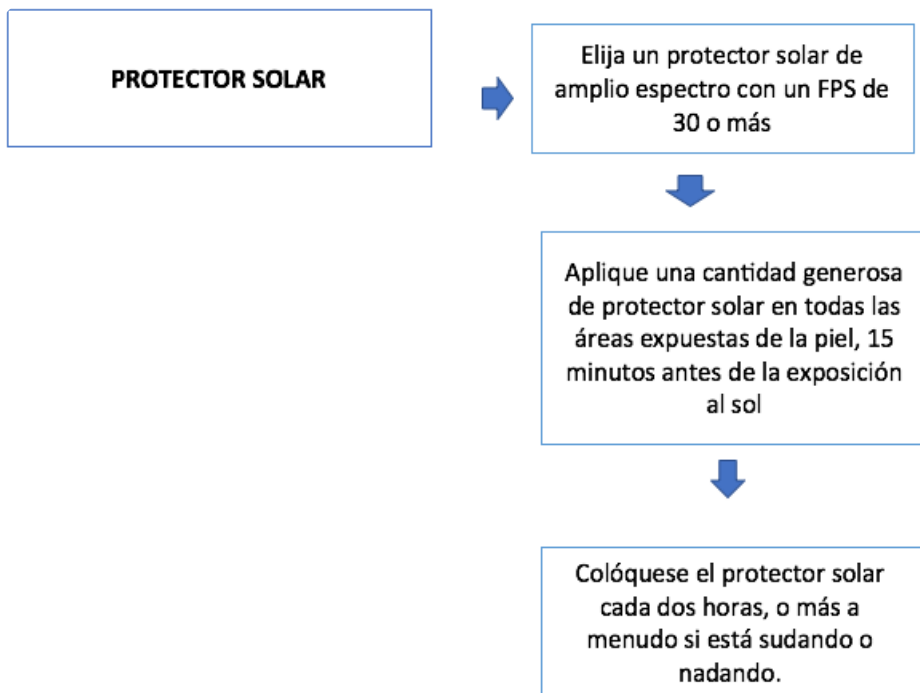 PROTECTOR SOLAR
Elija un protector solar de
amplio espectro con un FPS de
30 o más
Aplique una cantidad generosa
de protector solar en todas las
áreas expuestas de la piel, 15
minutos antes de la exposición
al sol
Colóquese el protector solar
cada dos horas, o más a
menudo si está sudando o
nadando.